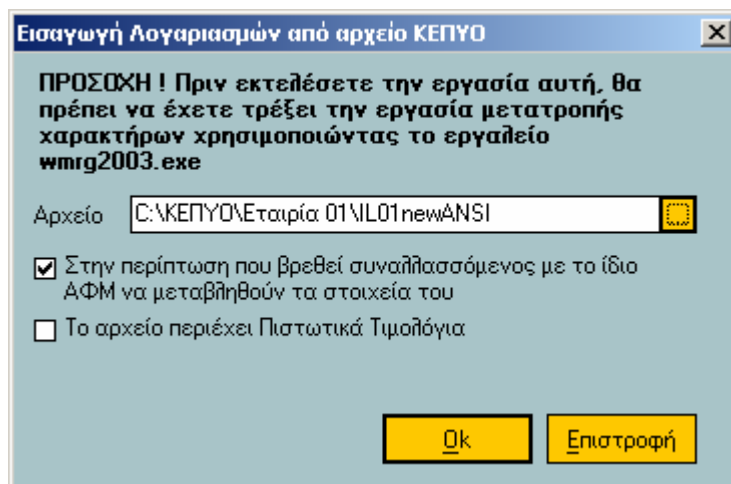 Εισαγωγή Λογαριασμών από αρχείο ΚΕΠΥΟ
ΠΡΟΣΟΧΗ ! Πριν εκτελέσετε την εργασία αυτή, θα
πρέπει να έχετε τρέξει την εργασία μετατροπής
χαρακτήρων χρησιμοποιώντας το εργαλείο
wmrg2003.exe
Αρχείο C:\ΚΕΠΥΟ\Εταιρία 01\IL01newANSI ...
Στην περίπτωση που βρεθεί συναλλασσόμενος με το ίδιο
ΑΦΜ να μεταβληθούν τα στοιχεία του
Το αρχείο περιέχει Πιστωτικά Τιμολόγια
Ok Επιστροφή